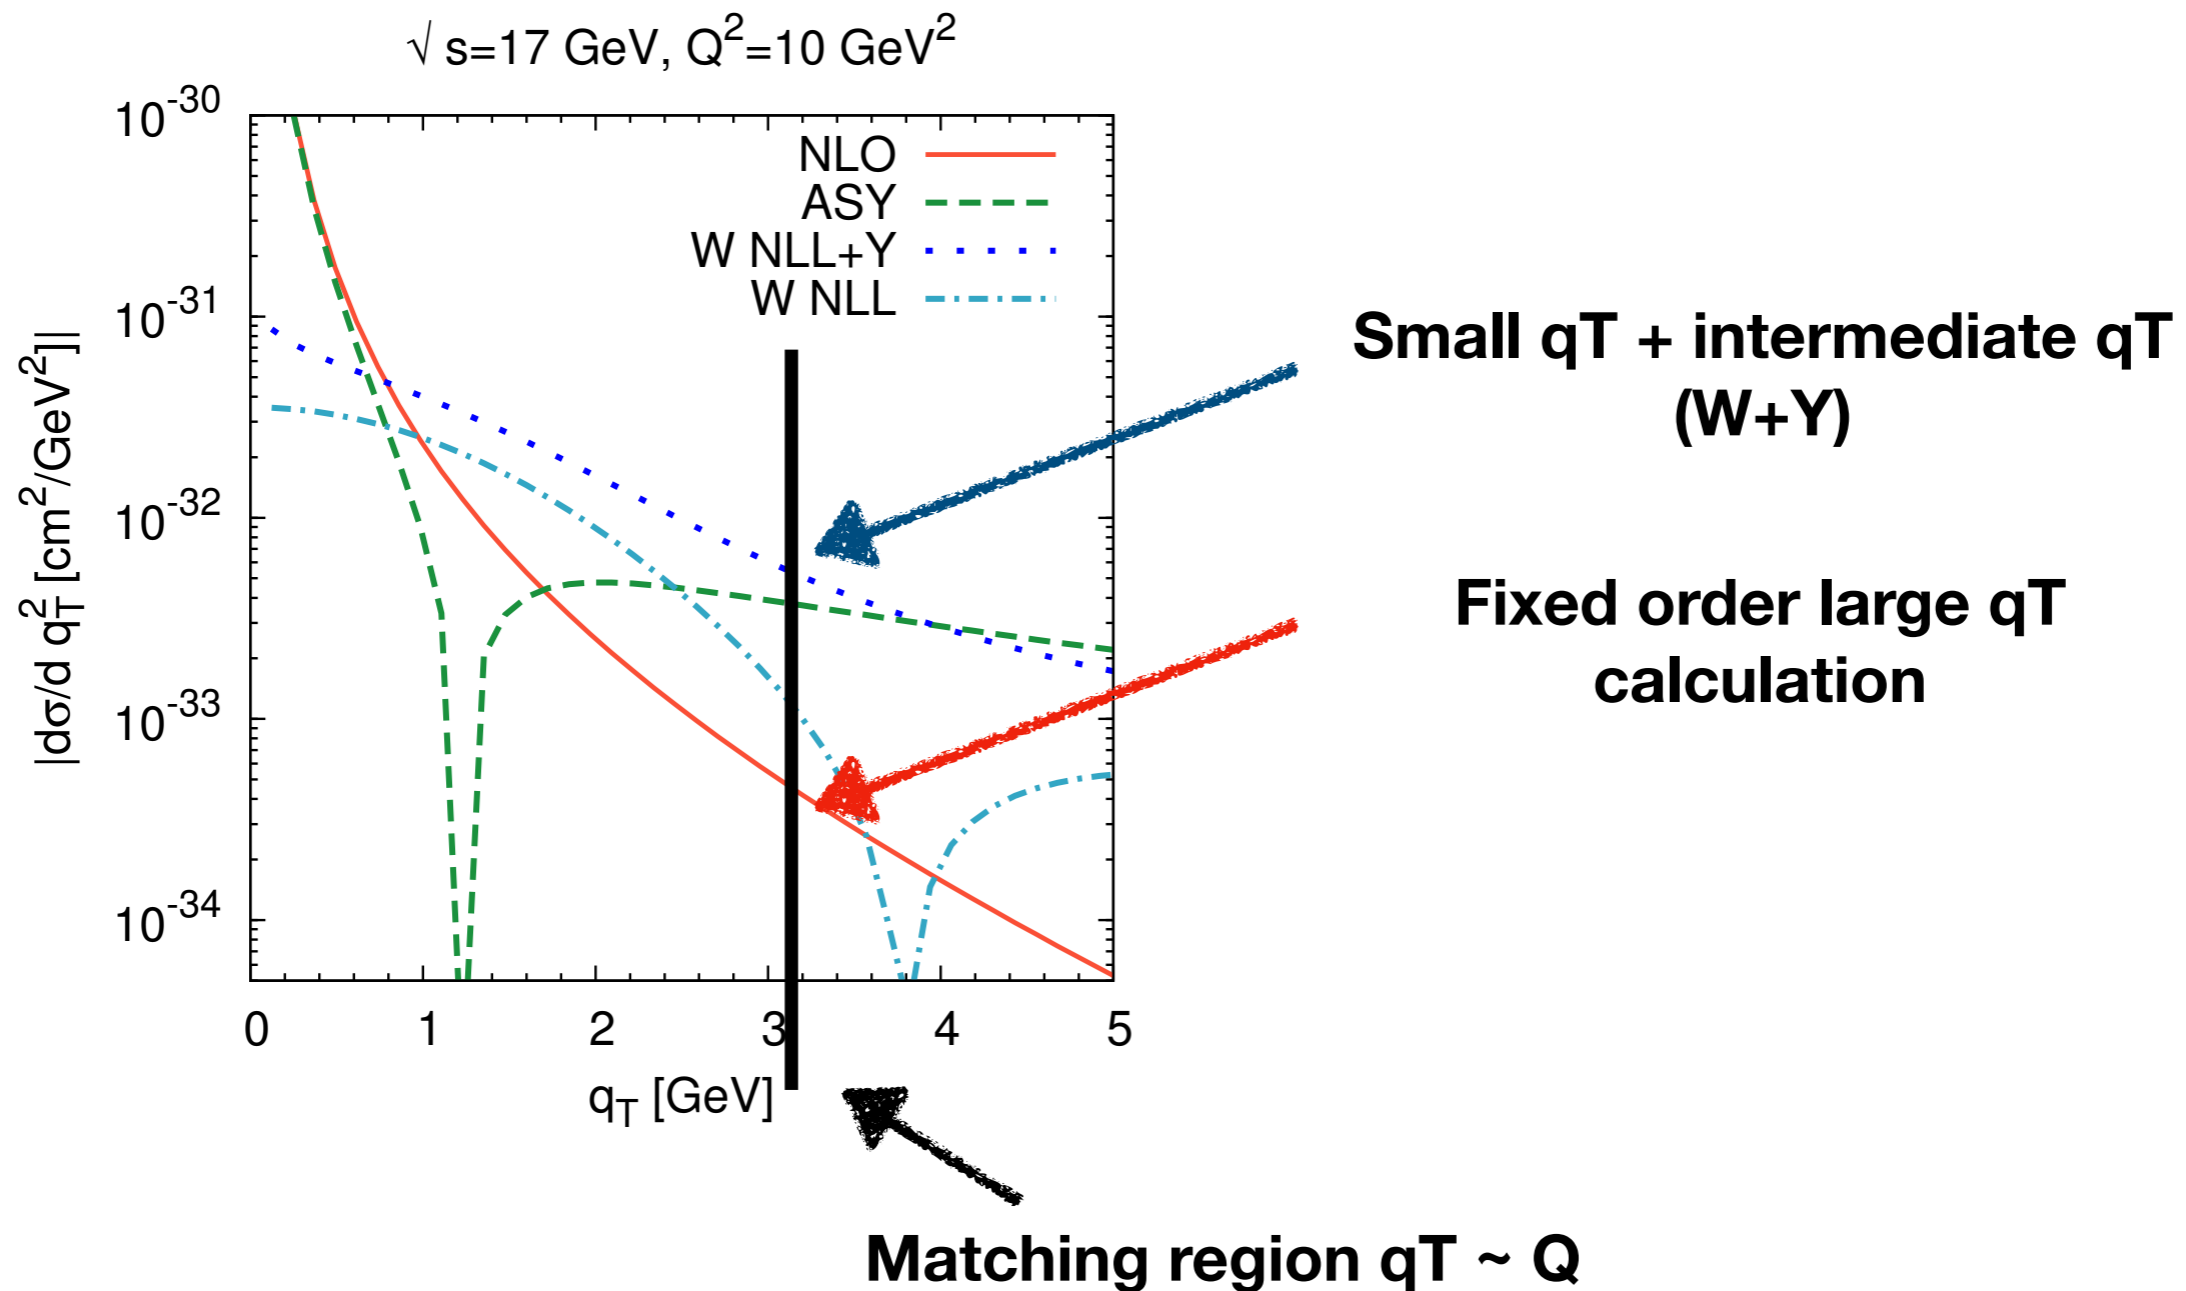 √ s=17 GeV, Q²=10 GeV²
10⁻³⁰
10⁻³¹
10⁻³²
10⁻³³
10⁻³⁴
|dσ/d q_T² [cm²/GeV²]|
NLO
ASY
W NLL+Y
W NLL
0 1 2 3 4 5
q_T [GeV]
Small qT + intermediate qT
(W+Y)
Fixed order large qT
calculation
Matching region qT ~ Q